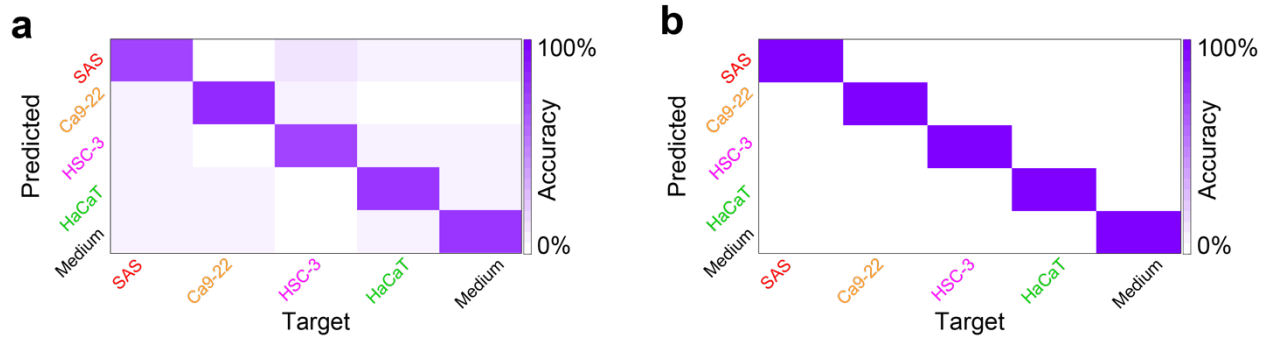 a
Predicted
SAS
Ca9-22
HSC-3
HaCaT
Medium
SAS
Ca9-22
HSC-3
HaCaT
Medium
Target
100%
Accuracy
0%
b
Predicted
SAS
Ca9-22
HSC-3
HaCaT
Medium
SAS
Ca9-22
HSC-3
HaCaT
Medium
Target
100%
Accuracy
0%